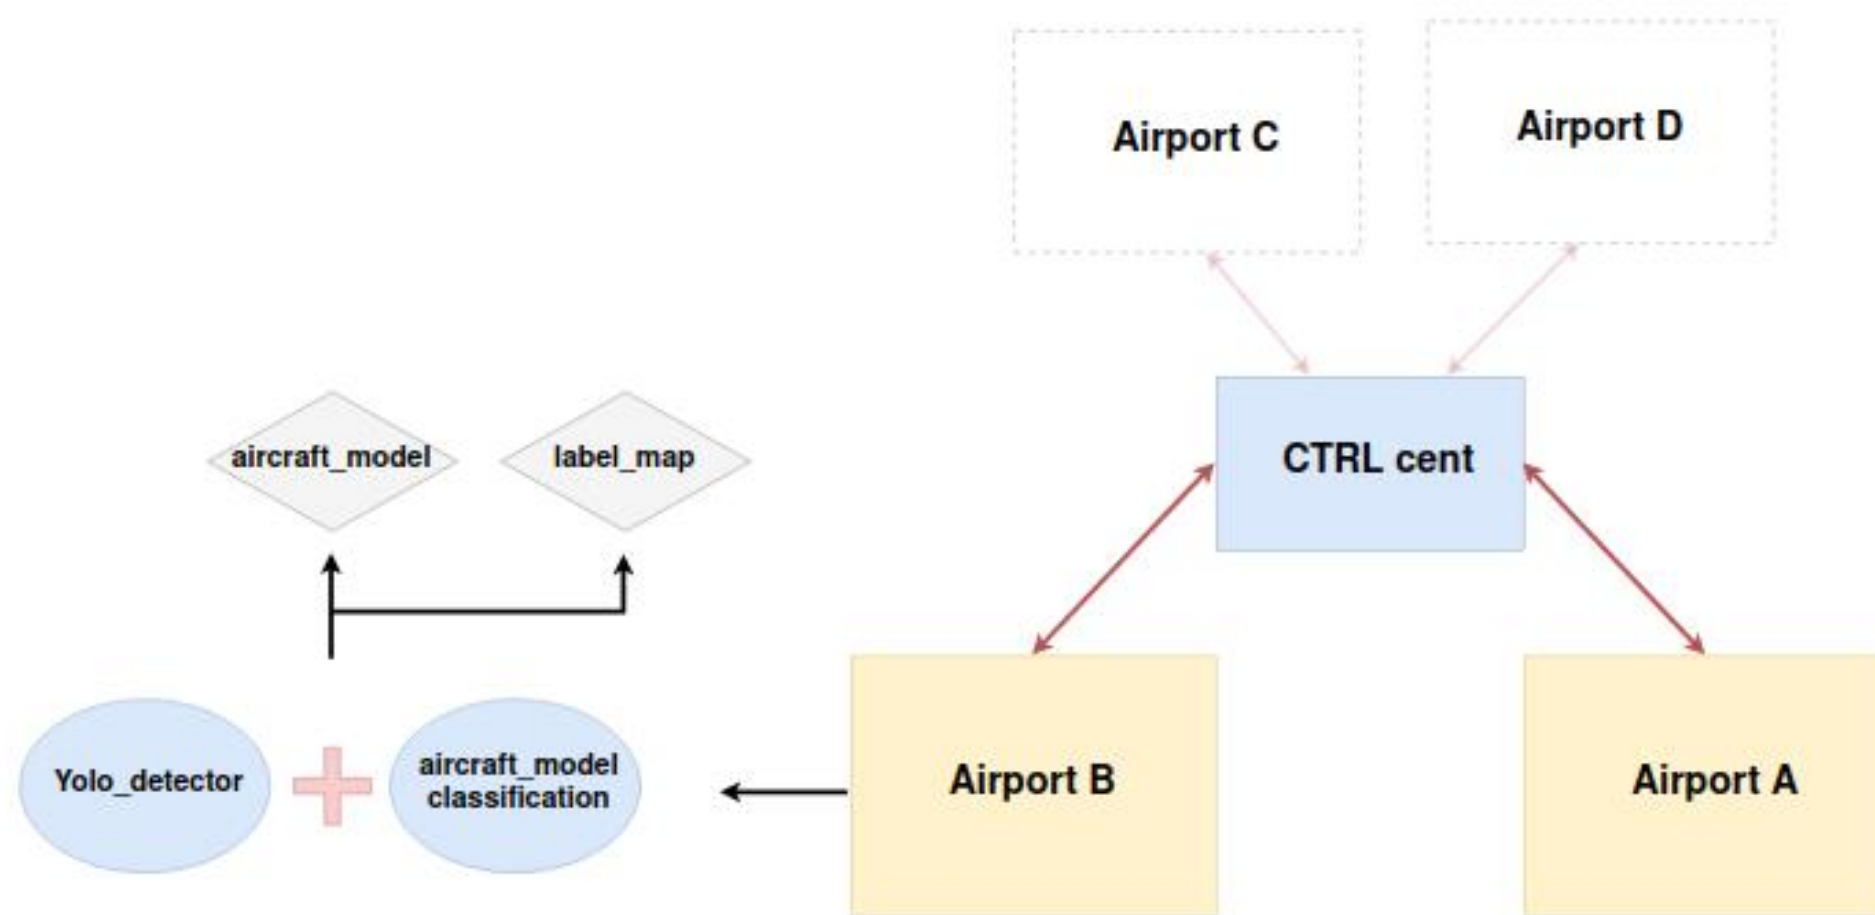 Airport C
Airport D
CTRL cent
aircraft_model
label_map
Yolo_detector
aircraft_model
classification
Airport B
Airport A